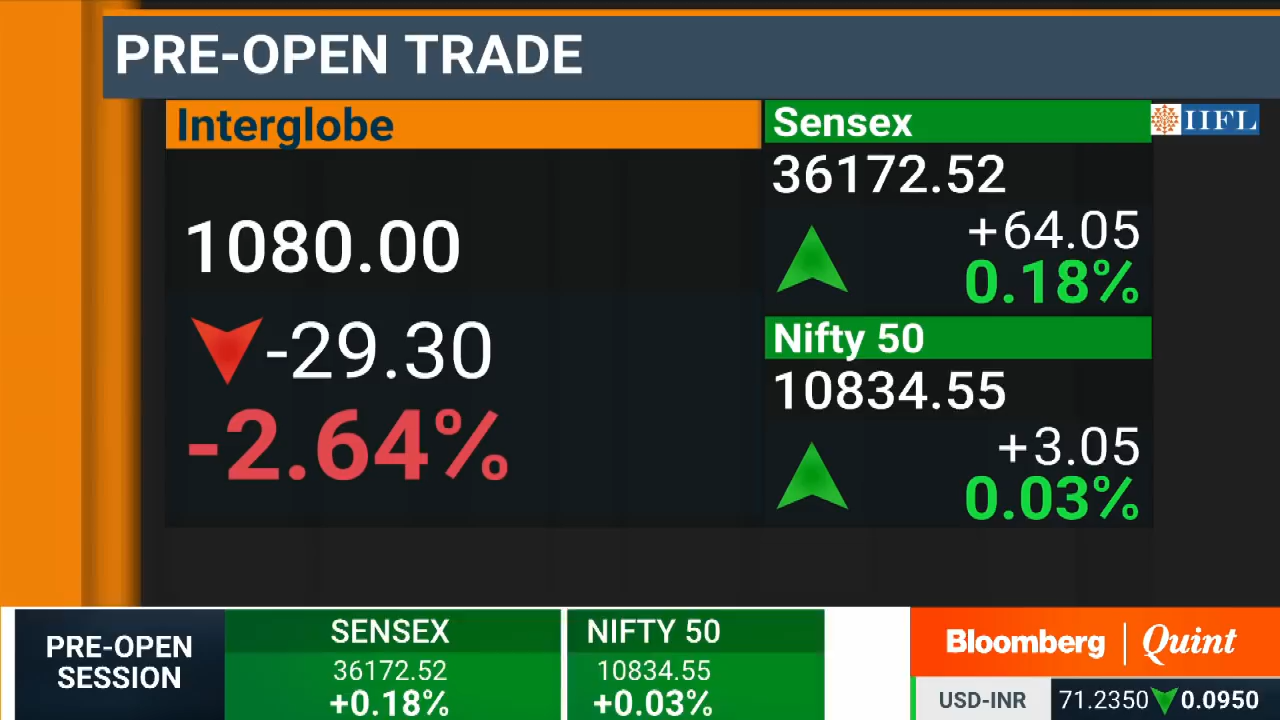 PRE-OPEN TRADE
Interglobe
1080.00
-29.30
-2.64%
Sensex
36172.52
+64.05
0.18%
Nifty 50
10834.55
+3.05
0.03%
IIFL
PRE-OPEN
SESSION
SENSEX
36172.52
+0.18%
NIFTY 50
10834.55
+0.03%
Bloomberg | Quint
USD-INR 71.2350 0.0950